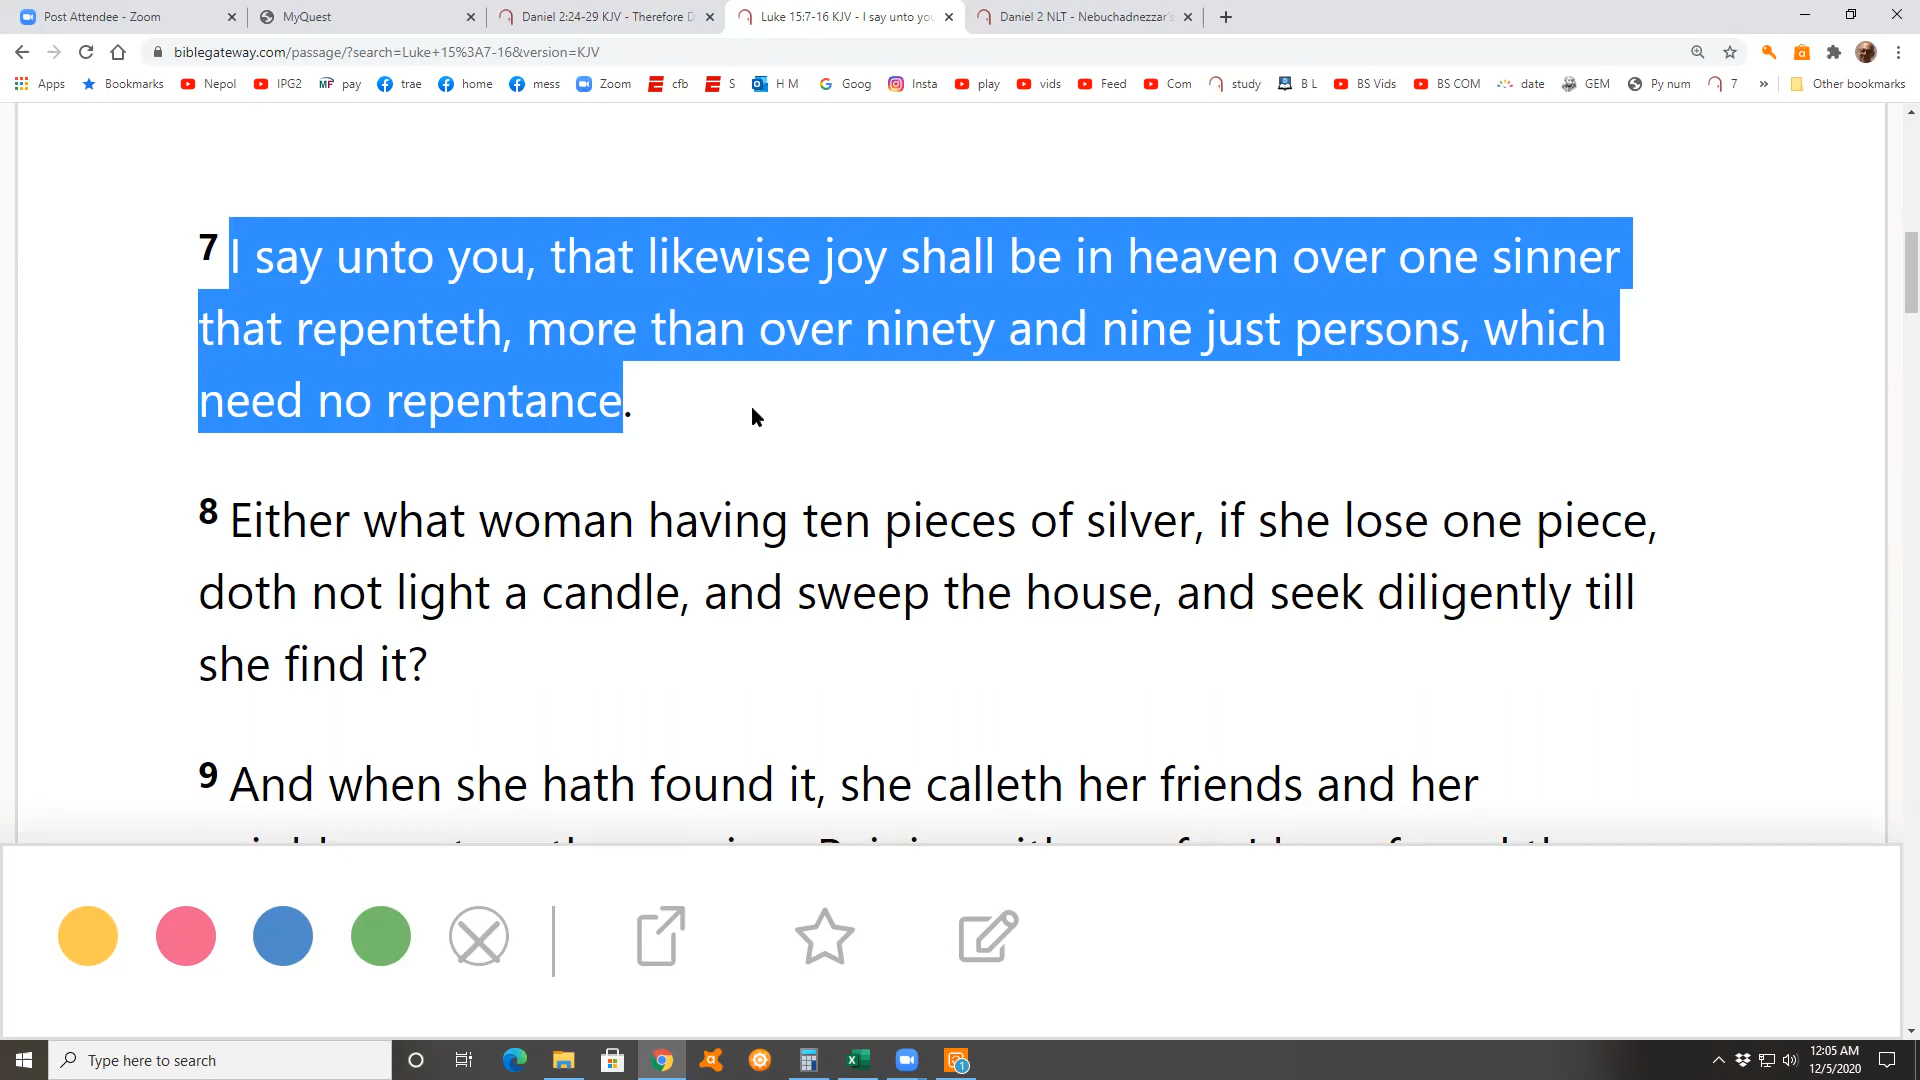 Post Attendee - Zoom
MyQuest
Daniel 2:24-29 KJV - Therefore D
Luke 15:7-16 KJV - I say unto you
Daniel 2 NLT - Nebuchadnezzar's
biblegateway.com/passage/?search=Luke+15%3A7-16&version=KJV
Apps Bookmarks Nepol IPG2 MF pay trae home mess Zoom cfb S H M Goog Insta play vids Feed Com study B L BS Vids BS COM date GEM Py num 7 » Other bookmarks
7 I say unto you, that likewise joy shall be in heaven over one sinner
that repenteth, more than over ninety and nine just persons, which
need no repentance.
8 Either what woman having ten pieces of silver, if she lose one piece,
doth not light a candle, and sweep the house, and seek diligently till
she find it?
9 And when she hath found it, she calleth her friends and her
Type here to search
1
12:05 AM
12/5/2020